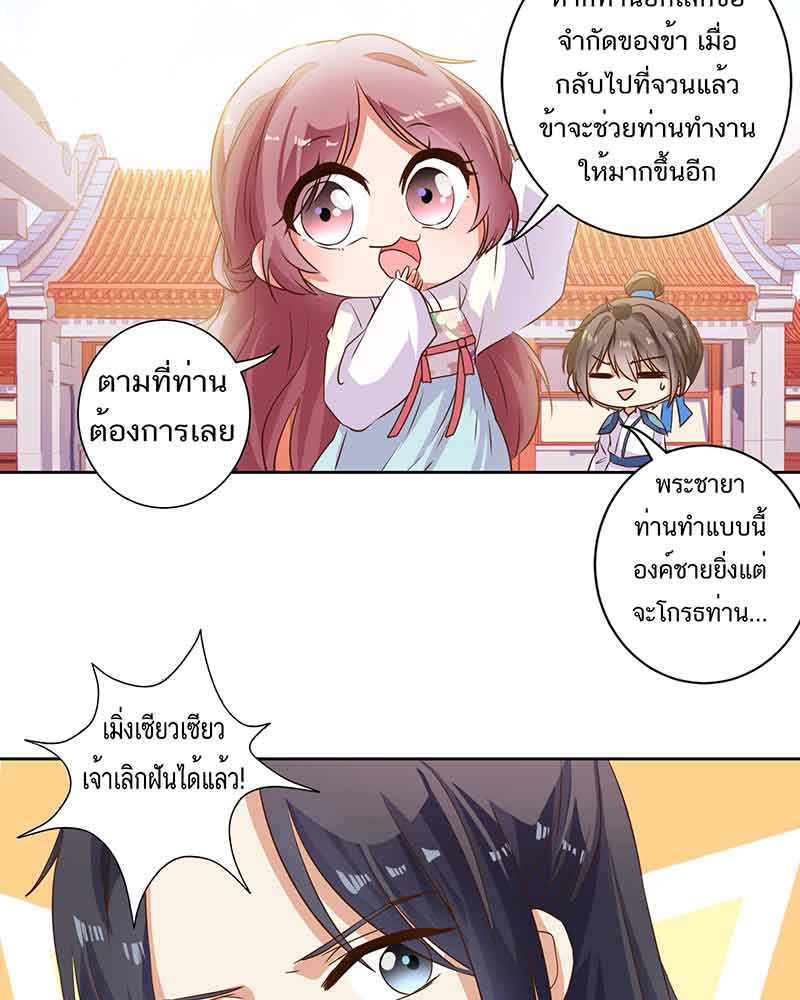 จำกัดของข้า เมื่อ
กลับไปที่จวนแล้ว
ข้าจะช่วยท่านทำงาน
ให้มากขึ้นอีก
ตามที่ท่าน
ต้องการเลย
พระชายา
ท่านทำแบบนี้
องค์ชายยิ่งแต่
จะโกรธท่าน...
เมิ่งเซียวเซียว
เจ้าเลิกฝันได้แล้ว!